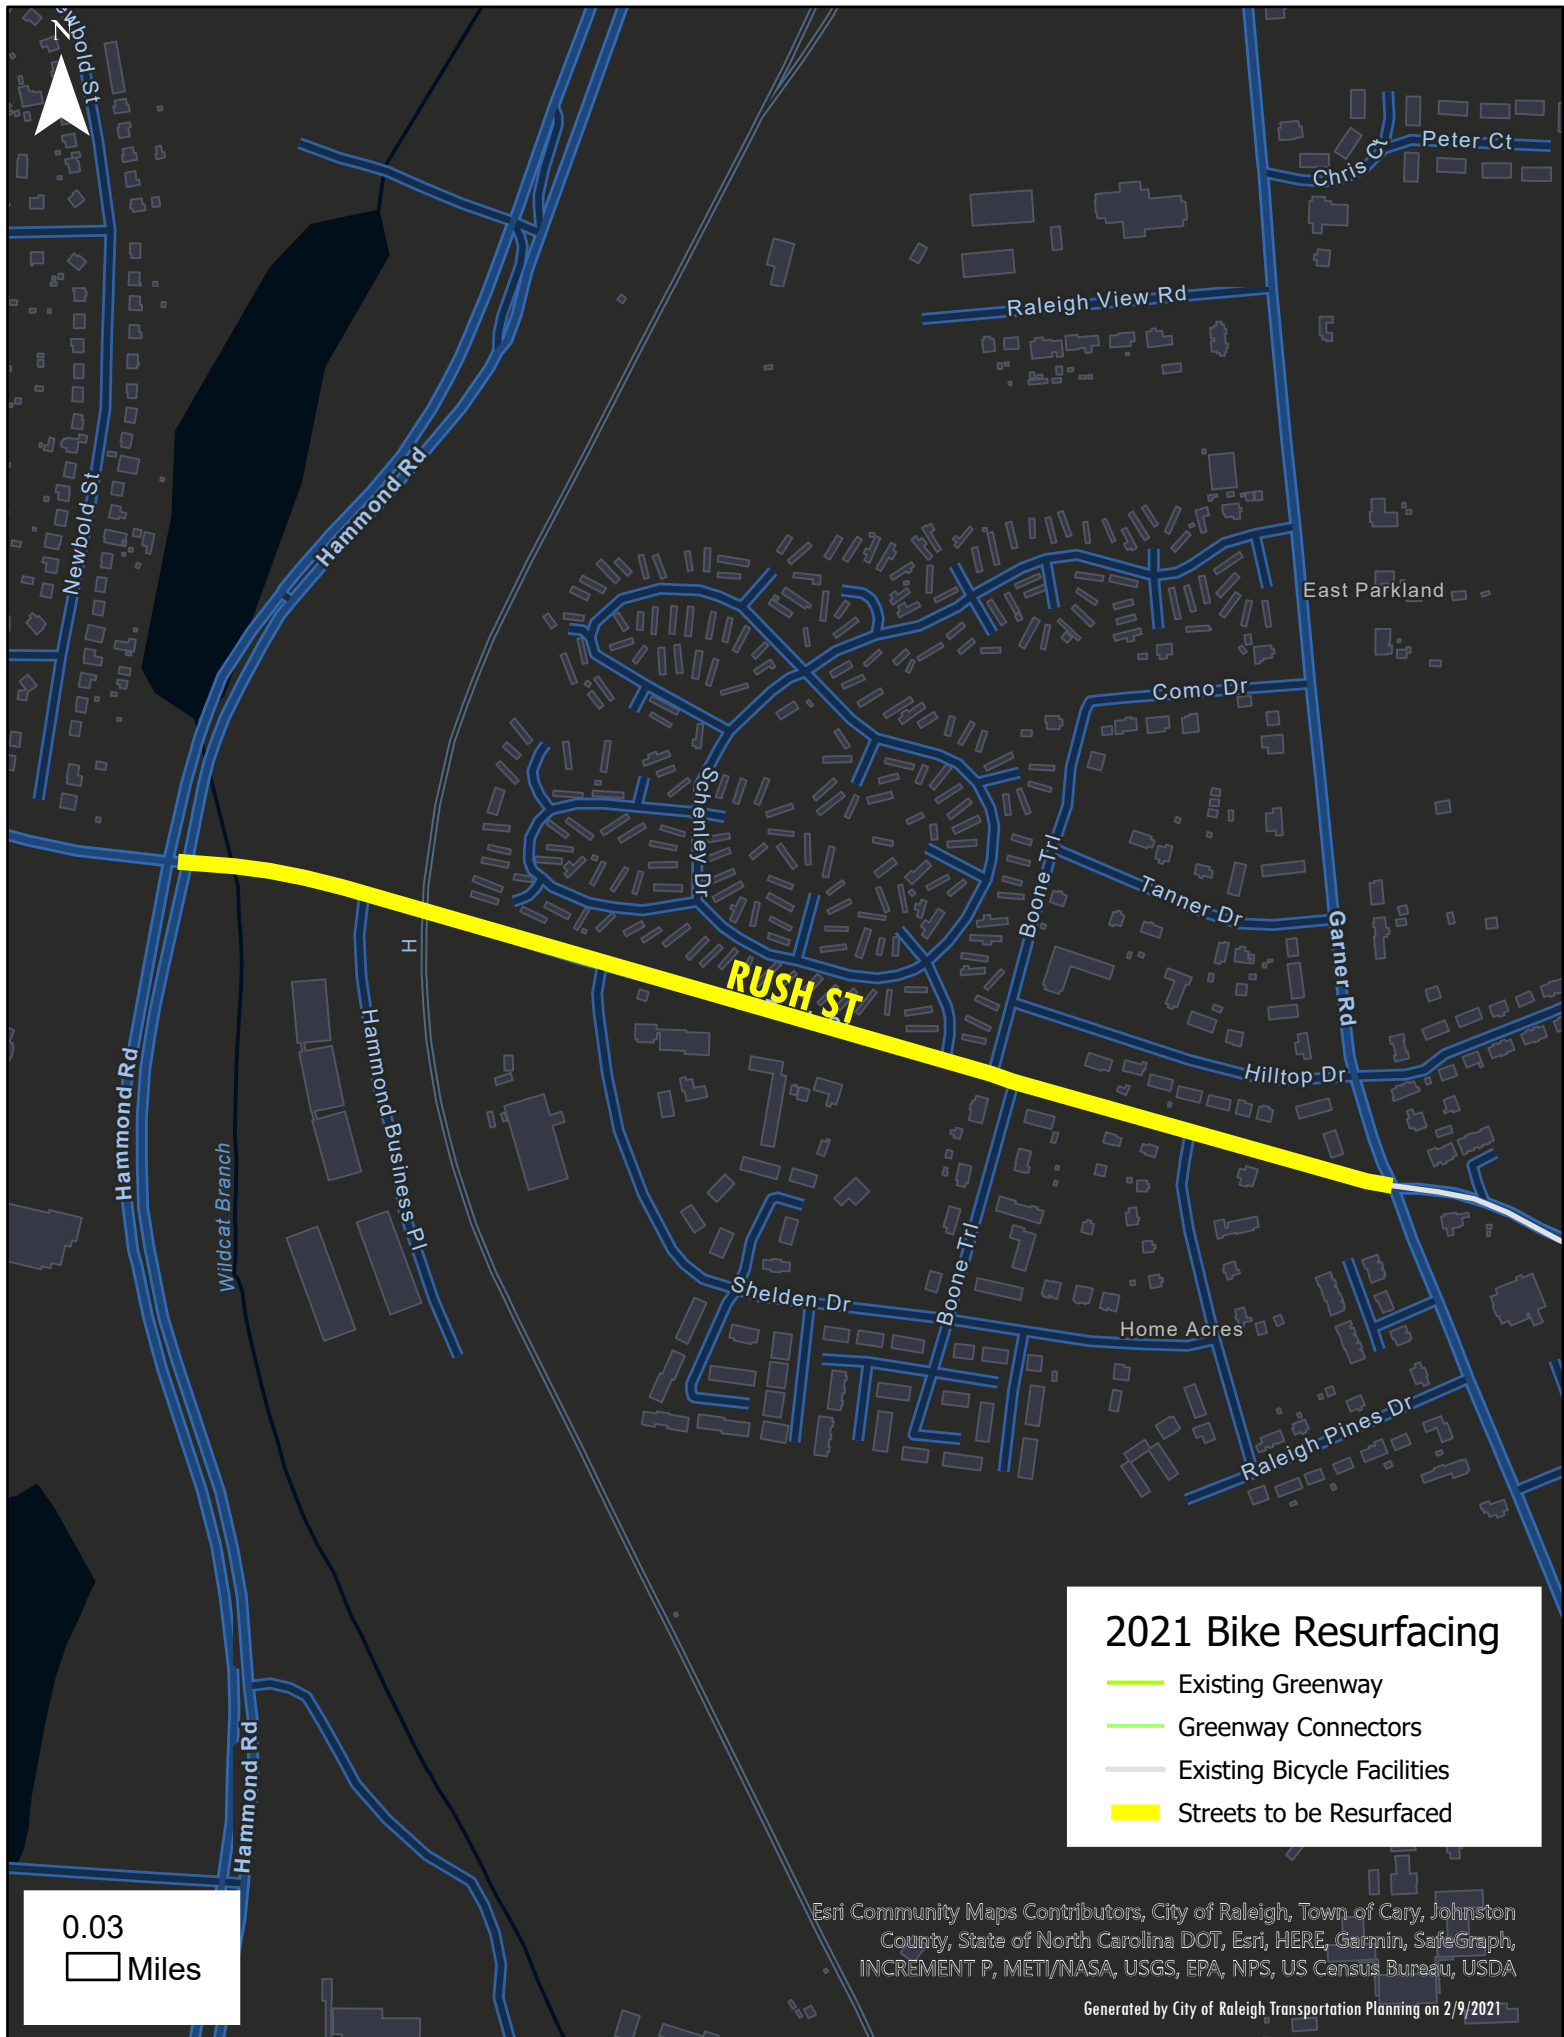 N
ewbold St
Peter Ct
Chris Ct
Raleigh View Rd
Hammond Rd
Newbold St
East Parkland
Como Dr
Schenley Dr
Boone Trl
Tanner Dr
Garner Rd
H
RUSH ST
Hammond Business Pl
Hilltop Dr
Hammond Rd
Wildcat Branch
Boone Trl
Shelden Dr
Home Acres
Raleigh Pines Dr
Hammond Rd
2021 Bike Resurfacing
Existing Greenway
Greenway Connectors
Existing Bicycle Facilities
Streets to be Resurfaced
0.03
Miles
Esri Community Maps Contributors, City of Raleigh, Town of Cary, Johnston
County, State of North Carolina DOT, Esri, HERE, Garmin, SafeGraph,
INCREMENT P, METI/NASA, USGS, EPA, NPS, US Census Bureau, USDA
Generated by City of Raleigh Transportation Planning on 2/9/2021